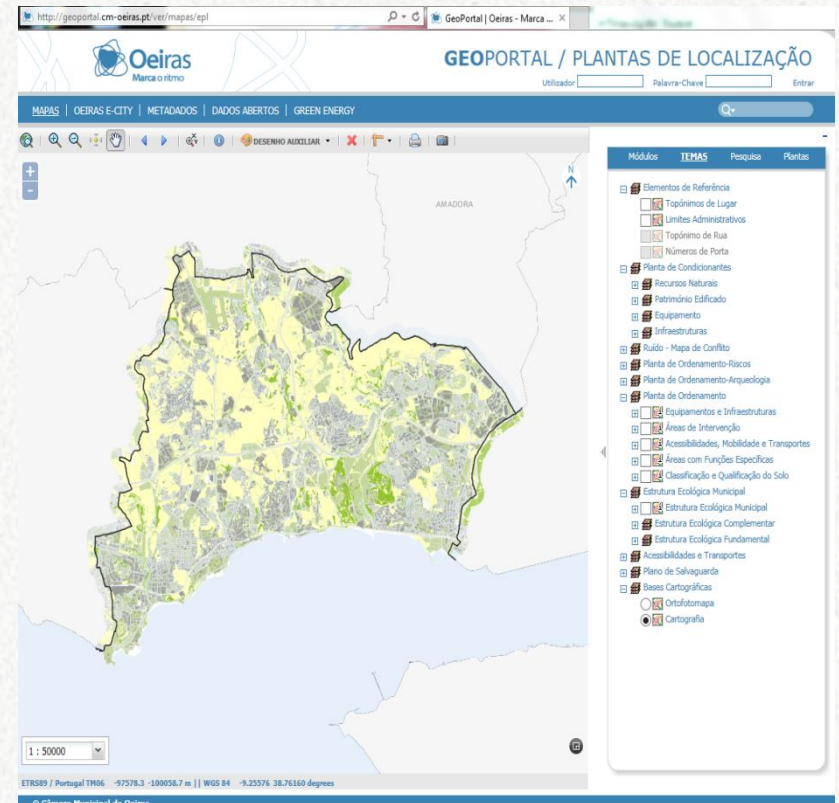 http://geoportal.cm-oeiras.pt/ver/mapas/epl
GeoPortal | Oeiras - Marca ...
Oeiras
Marca o ritmo
GEOPORTAL / PLANTAS DE LOCALIZAÇÃO
Utilizador
Palavra-Chave
Entrar
MAPAS | OEIRAS E-CITY | METADADOS | DADOS ABERTOS | GREEN ENERGY
DESENHO AUXILIAR
Módulos TEMAS Pesquisa Plantas
N
AMADORA
Elementos de Referência
Topónimos de Lugar
Limites Administrativos
Topónimo de Rua
Números de Porta
Planta de Condicionantes
Recursos Naturais
Património Edificado
Equipamento
Infraestruturas
Ruído - Mapa de Conflito
Planta de Ordenamento-Riscos
Planta de Ordenamento-Arqueologia
Planta de Ordenamento
Equipamentos e Infraestruturas
Áreas de Intervenção
Acessibilidades, Mobilidade e Transportes
Áreas com Funções Específicas
Classificação e Qualificação do Solo
Estrutura Ecológica Municipal
Estrutura Ecológica Municipal
Estrutura Ecológica Complementar
Estrutura Ecológica Fundamental
Acessibilidades e Transportes
Plano de Salvaguarda
Bases Cartográficas
Ortofotomapa
Cartografia
1 : 50000
ETRS89 / Portugal TM06 -97578.3 -100058.7 m || WGS 84 -9.25576 38.76160 degrees
© Câmara Municipal de Oeiras